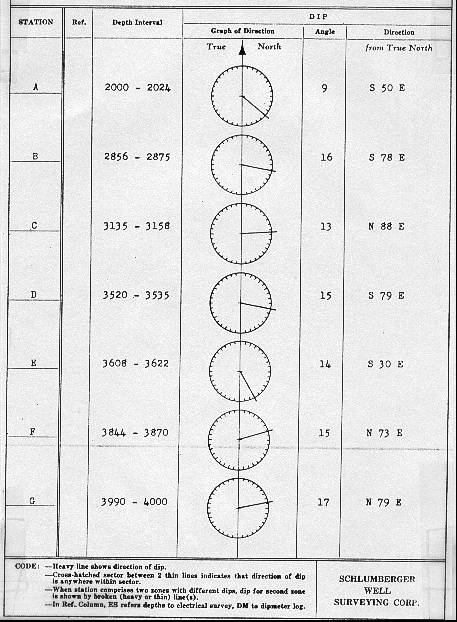 DIP
STATION Ref. Depth Interval Graph of Direction Angle Direction
True North from True North
A 2000 - 2024 9 S 50 E
B 2856 - 2875 16 S 78 E
C 3135 - 3158 13 N 88 E
D 3520 - 3535 15 S 79 E
E 3608 - 3622 14 S 30 E
F 3844 - 3870 15 N 73 E
G 3990 - 4000 17 N 79 E
CODE: —Heavy line shows direction of dip.
—Cross-hatched sector between 2 thin lines indicates that direction of dip
is anywhere within sector.
—When station comprises two zones with different dips, dip for second zone
is shown by broken (heavy or thin) line(s).
—In Ref. Column, ES refers depths to electrical survey, DM to dipmeter log.
SCHLUMBERGER
WELL
SURVEYING CORP.